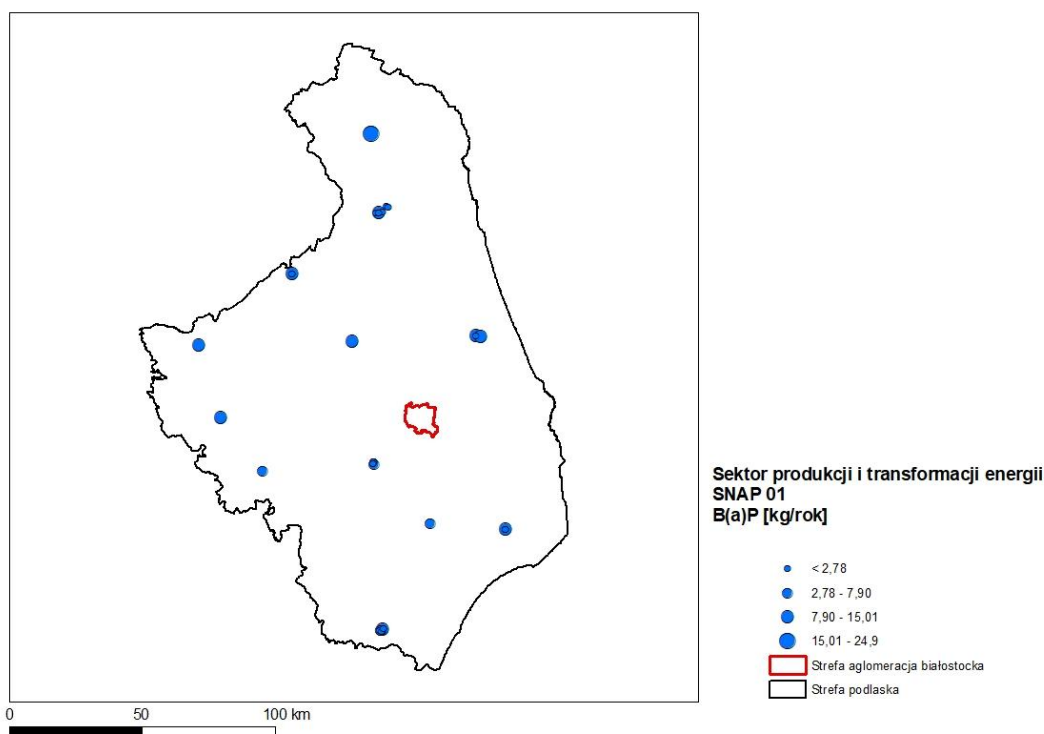 Sektor produkcji i transformacji energii
SNAP 01
B(a)P [kg/rok]
< 2,78
2,78 - 7,90
7,90 - 15,01
15,01 - 24,9
Strefa aglomeracja białostocka
Strefa podlaska
0 50 100 km